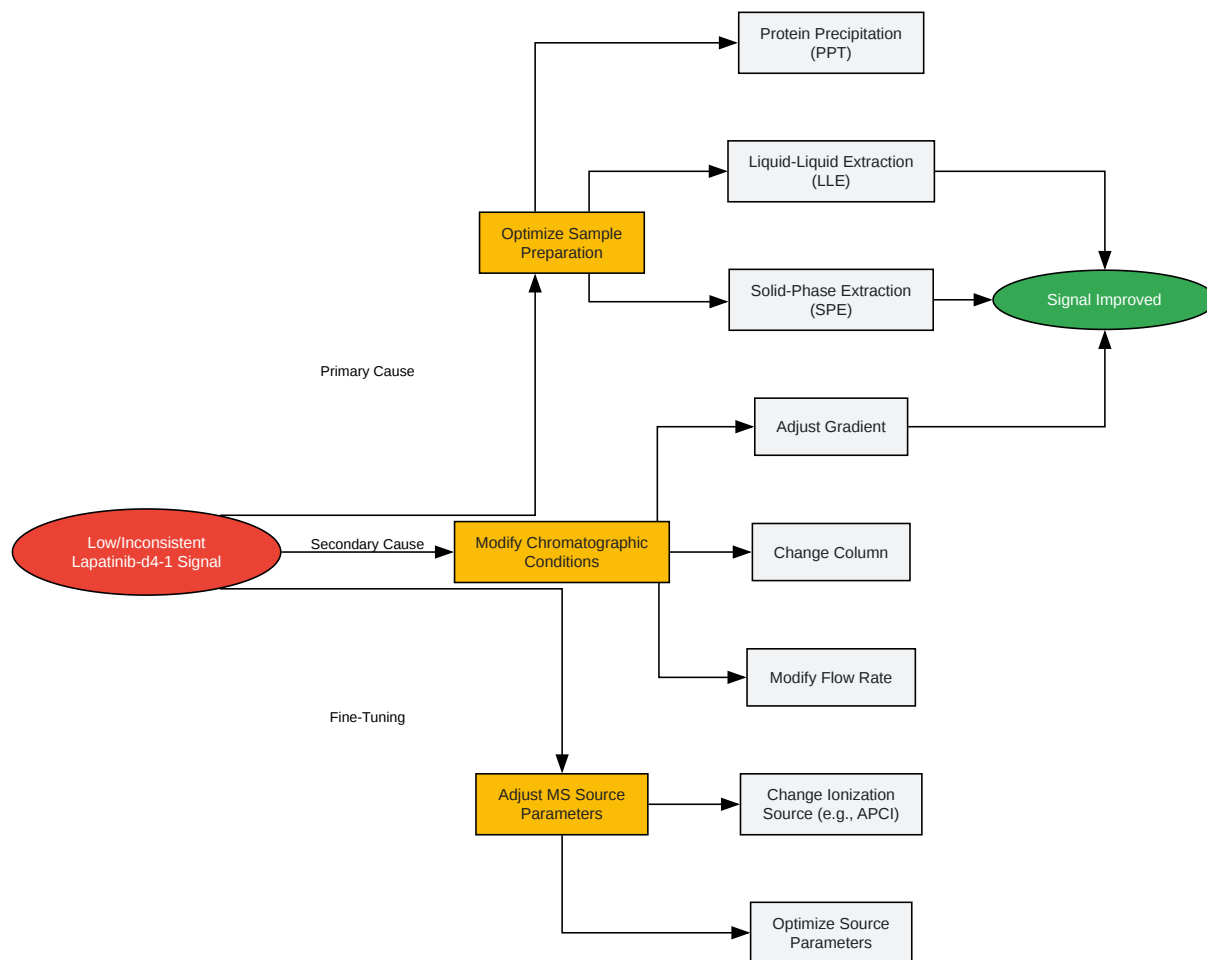 Protein Precipitation
(PPT)
Liquid-Liquid Extraction
(LLE)
Optimize Sample
Preparation
Solid-Phase Extraction
(SPE)
Signal Improved
Primary Cause
Adjust Gradient
Low/Inconsistent
Lapatinib-d4-1 Signal
Secondary Cause
Modify Chromatographic
Conditions
Change Column
Modify Flow Rate
Fine-Tuning
Adjust MS Source
Parameters
Change Ionization
Source (e.g., APCI)
Optimize Source
Parameters